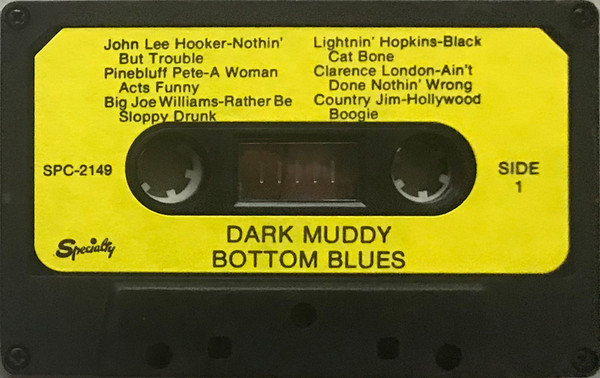 John Lee Hooker-Nothin'
But Trouble
Pinebluff Pete-A Woman
Acts Funny
Big Joe Williams-Rather Be
Sloppy Drunk
Lightnin' Hopkins-Black
Cat Bone
Clarence London-Ain't
Done Nothin' Wrong
Country Jim-Hollywood
Boogie
SPC-2149
SIDE
1
Specialty
DARK MUDDY
BOTTOM BLUES